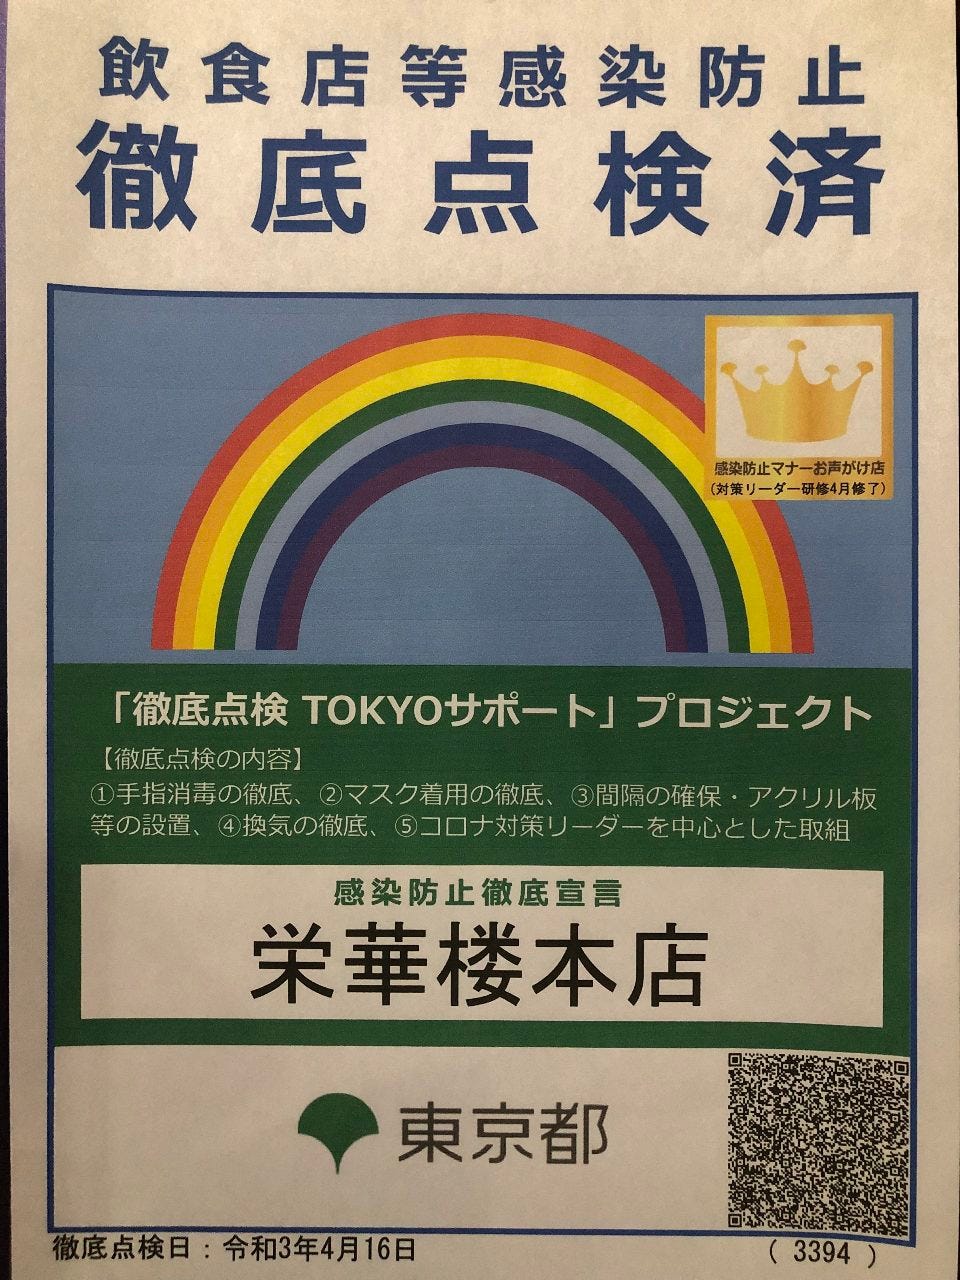 飲食店等感染防止
徹底点検済
感染防止マナーお声がけ店
(対策リーダー研修4月修了)
「徹底点検 TOKYOサポート」プロジェクト
【徹底点検の内容】
①手指消毒の徹底、②マスク着用の徹底、③間隔の確保・アクリル板
等の設置、④換気の徹底、⑤コロナ対策リーダーを中心とした取組
感染防止徹底宣言
栄華楼本店
東京都
徹底点検日：令和3年4月16日
( 3394 )